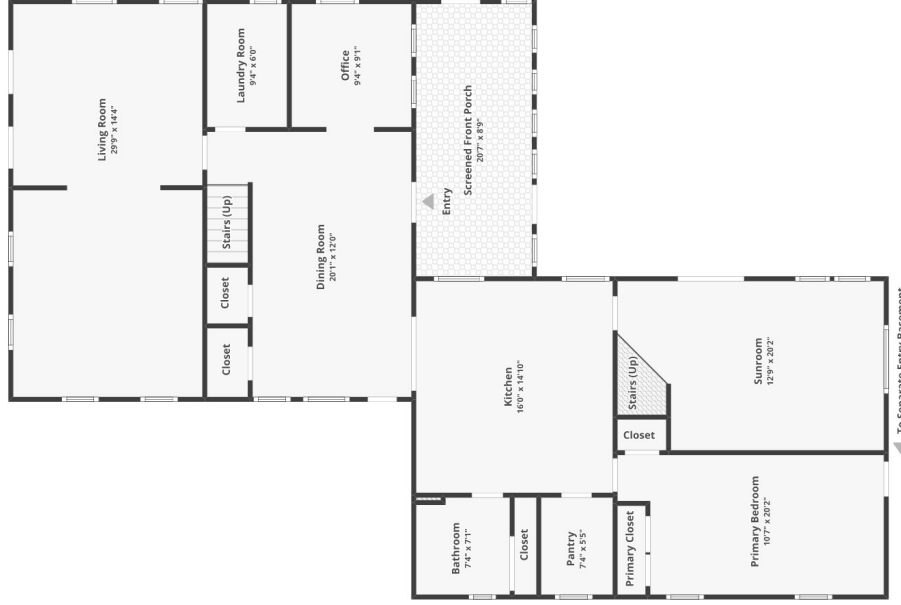 Living Room
29'9" x 14'4"
Laundry Room
9'4" x 6'0"
Office
9'4" x 9'1"
Screened Front Porch
20'7" x 8'9"
Entry
Stairs (Up)
Dining Room
20'1" x 12'0"
Closet
Closet
Kitchen
16'0" x 14'10"
Stairs (Up)
Sunroom
12'9" x 20'2"
To Separate Entry Basement
Closet
Bathroom
7'4" x 7'1"
Closet
Pantry
7'4" x 5'5"
Primary Closet
Primary Bedroom
10'7" x 20'2"